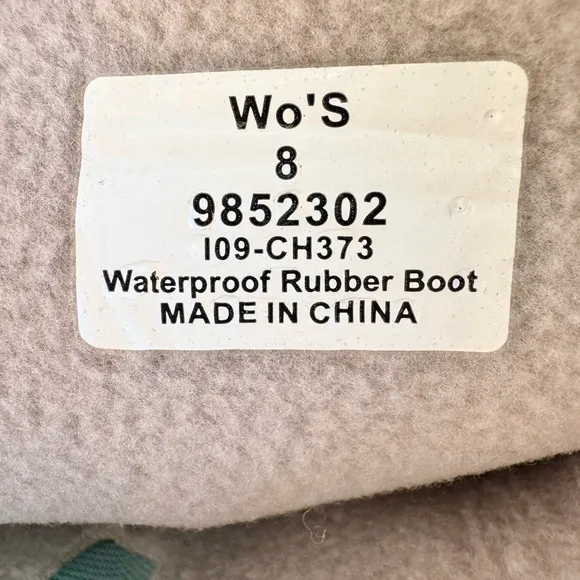 Wo'S
8
9852302
I09-CH373
Waterproof Rubber Boot
MADE IN CHINA